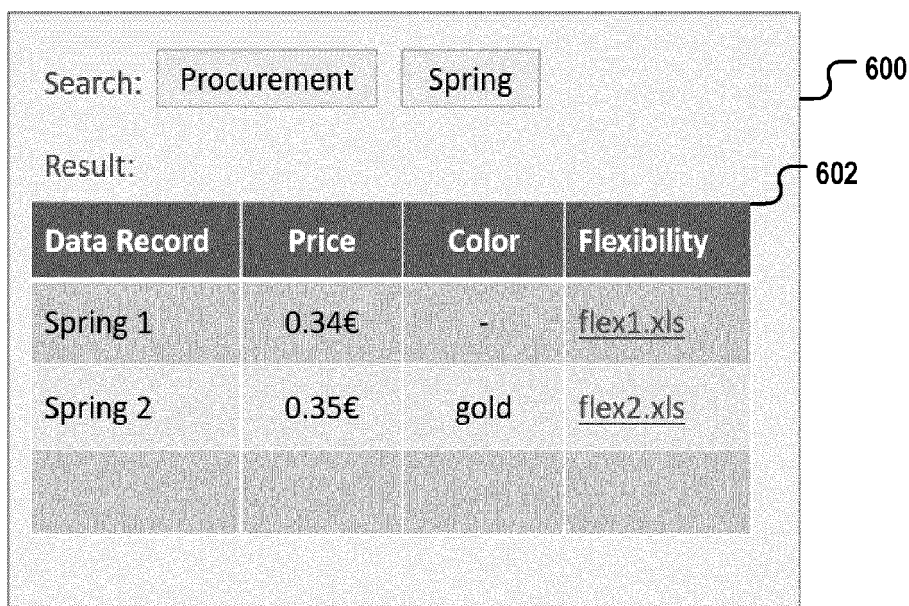 Search: Procurement Spring
600
Result:
602
Data Record Price Color Flexibility
Spring 1 0.34€ - flex1.xls
Spring 2 0.35€ gold flex2.xls